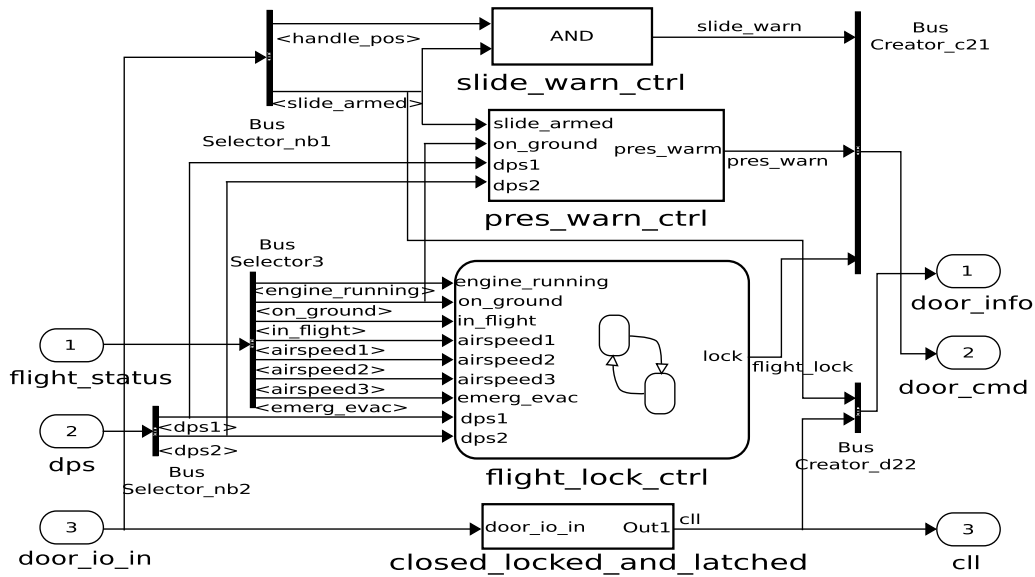 Bus
Selector_nb1
<handle_pos>
<slide_armed>
AND
slide_warn_ctrl
slide_warn
Bus
Creator_c21
slide_armed
on_ground
dps1
dps2
pres_warm
pres_warn
pres_warn_ctrl
Bus
Selector3
<engine_running>
<on_ground>
<in_flight>
<airspeed1>
<airspeed2>
<airspeed3>
<emerg_evac>
engine_running
on_ground
in_flight
airspeed1
airspeed2
airspeed3
emerg_evac
dps1
dps2
lock
flight_lock
flight_lock_ctrl
1
flight_status
2
dps
<dps1>
<dps2>
Bus
Selector_nb2
3
door_io_in
door_io_in
Out1
cll
closed_locked_and_latched
Bus
Creator_d22
1
door_info
2
door_cmd
3
cll